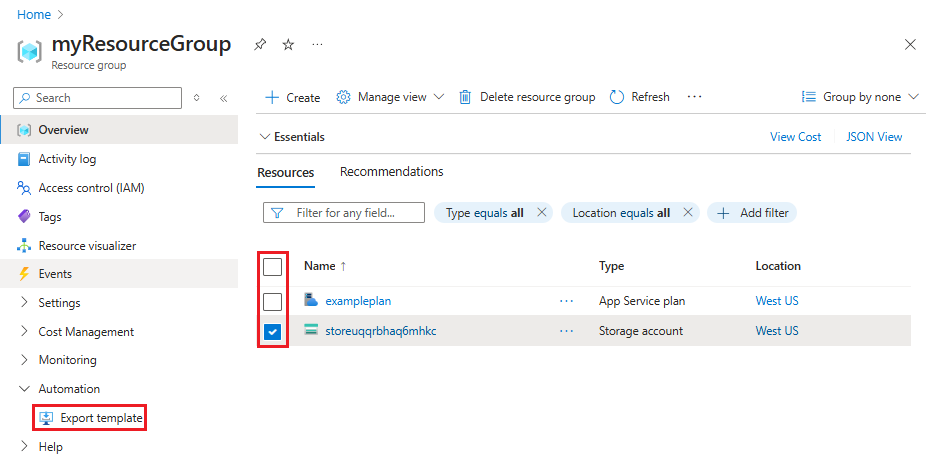 Home
myResourceGroup
Resource group
Search
Create
Manage view
Delete resource group
Refresh
Group by none
Overview
Activity log
Access control (IAM)
Tags
Resource visualizer
Events
Settings
Cost Management
Monitoring
Automation
Export template
Help
Essentials
View Cost
JSON View
Resources
Recommendations
Filter for any field...
Type equals all
Location equals all
Add filter
Name ↑ Type Location
exampleplan ... App Service plan West US
storeuqqrbhaq6mhkc ... Storage account West US